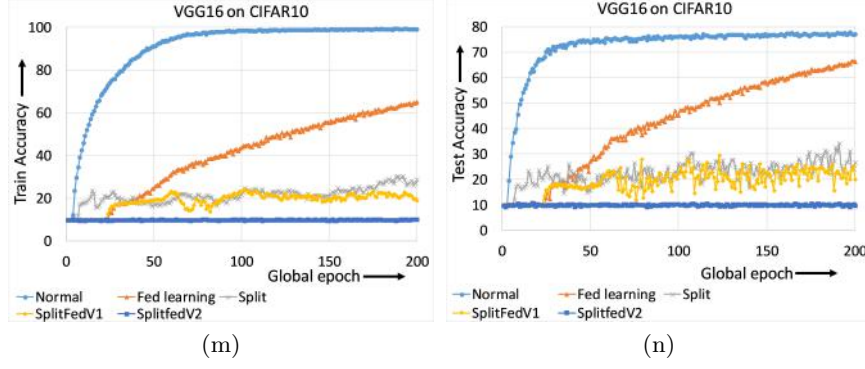 VGG16 on CIFAR10
100
80
60
40
20
0
Train Accuracy
0 50 100 150 200
Global epoch
Normal Fed learning Split
SplitFedV1 SplitfedV2
(m)
VGG16 on CIFAR10
80
70
60
50
40
30
20
10
0
Test Accuracy
0 50 100 150 200
Global epoch
Normal Fed learning Split
SplitFedV1 SplitfedV2
(n)